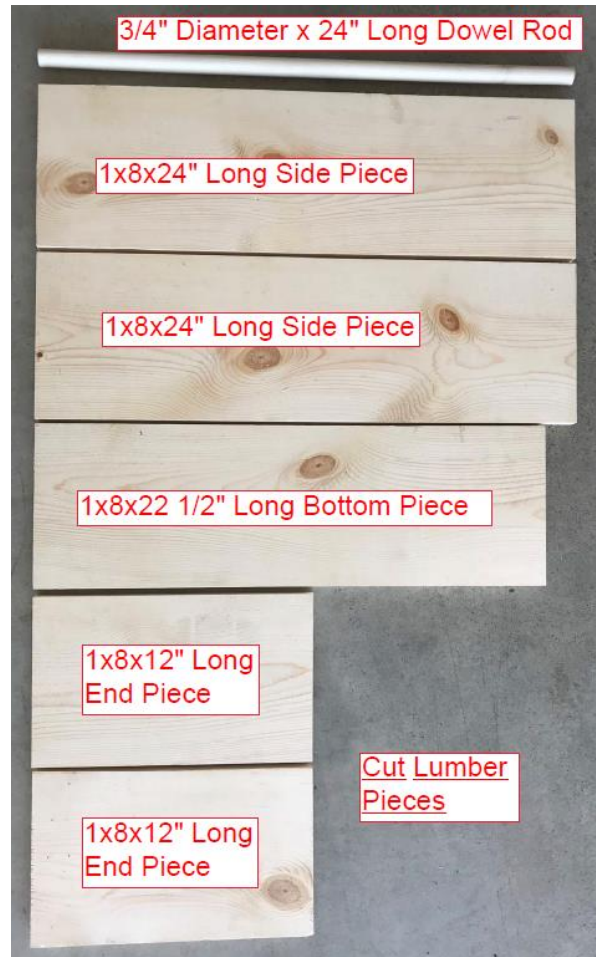 3/4" Diameter x 24" Long Dowel Rod
1x8x24" Long Side Piece
1x8x24" Long Side Piece
1x8x22 1/2" Long Bottom Piece
1x8x12" Long
End Piece
Cut Lumber
Pieces
1x8x12" Long
End Piece